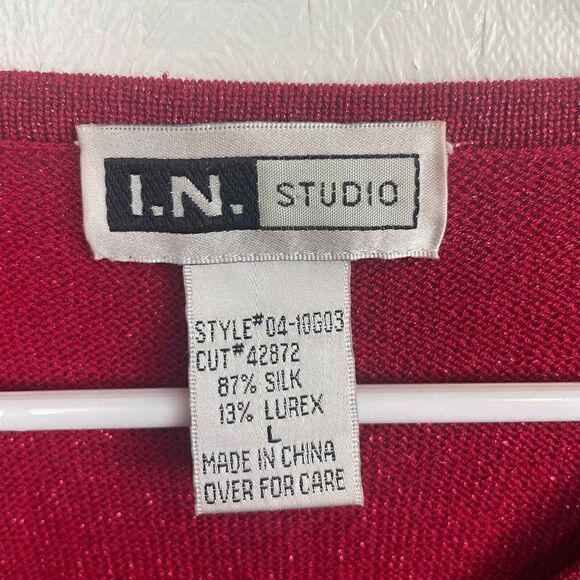 I.N. STUDIO
STYLE#04-10G03
CUT#42872
87% SILK
13% LUREX
L
MADE IN CHINA
OVER FOR CARE